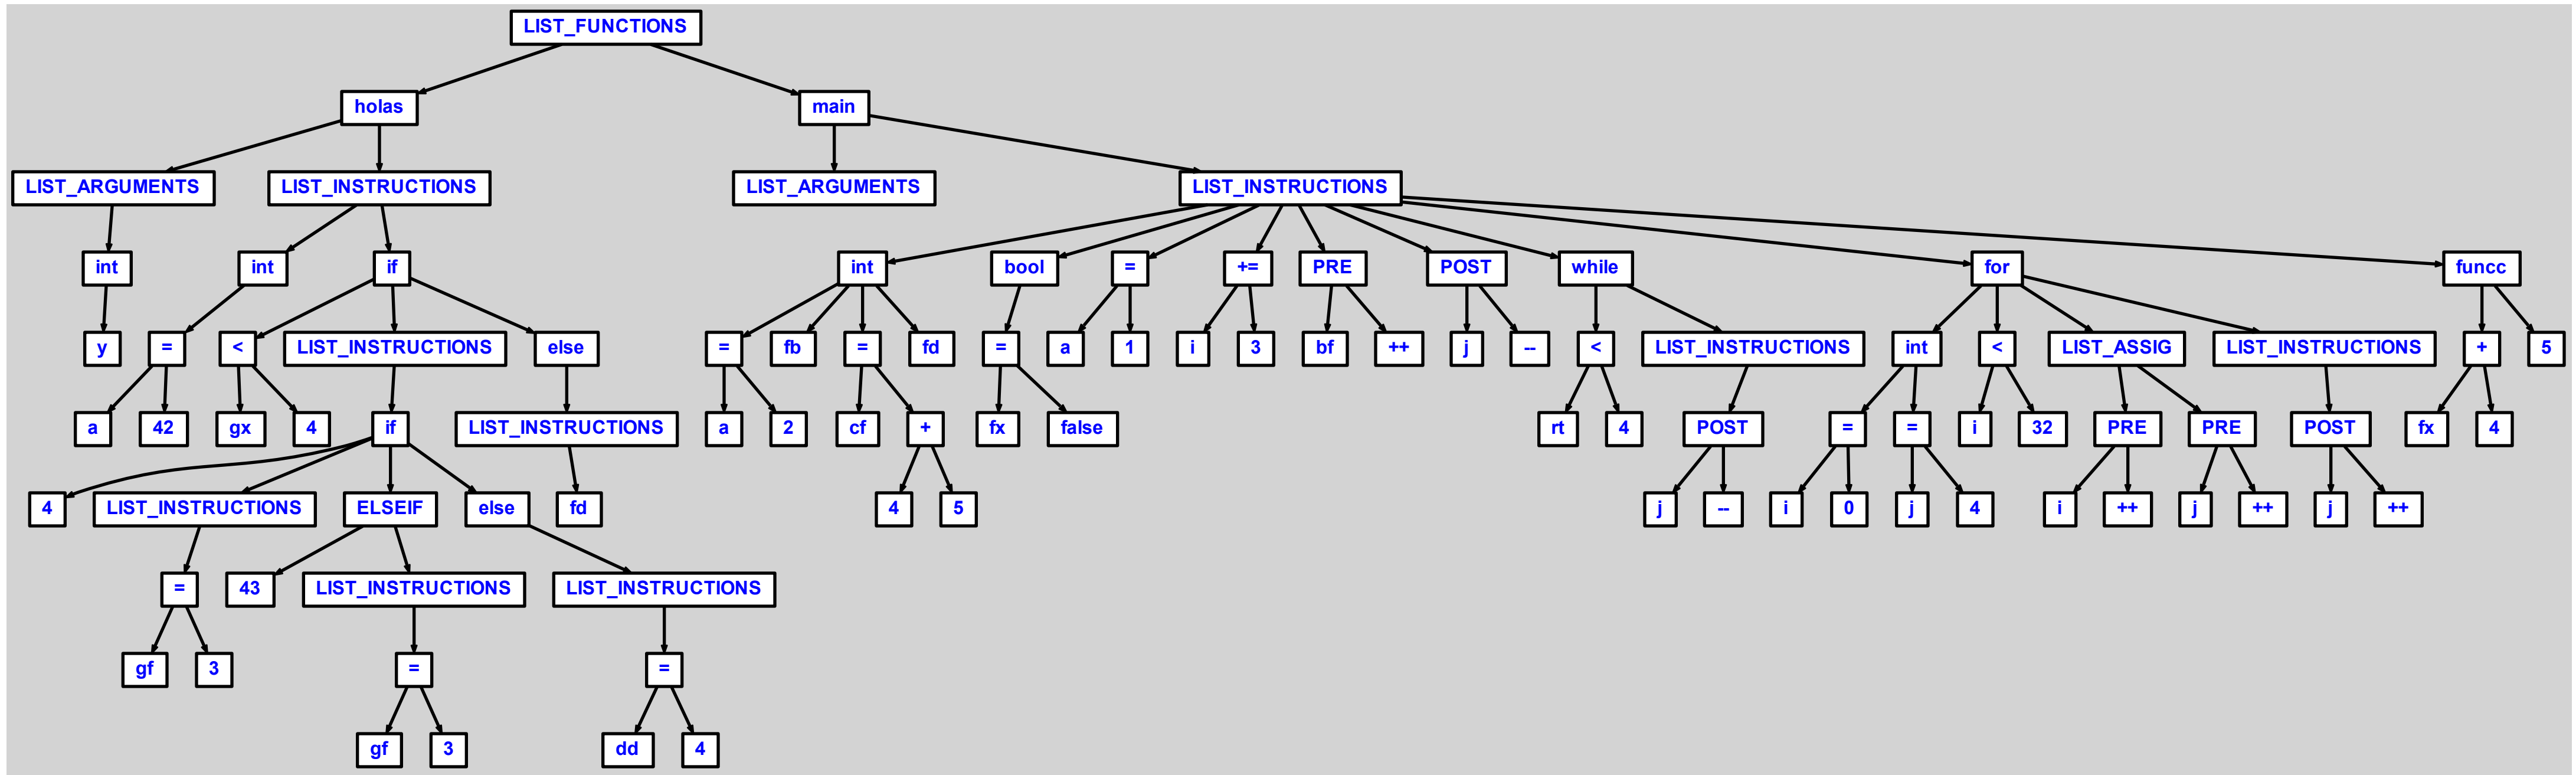 LIST_FUNCTIONS
holas main
LIST_ARGUMENTS LIST_INSTRUCTIONS LIST_ARGUMENTS LIST_INSTRUCTIONS
int int if int bool = += PRE POST while for funcc
y = < LIST_INSTRUCTIONS else = fb = fd = a 1 i 3 bf ++ j -- < LIST_INSTRUCTIONS int < LIST_ASSIG LIST_INSTRUCTIONS + 5
a 42 gx 4 if LIST_INSTRUCTIONS a 2 cf + fx false rt 4 POST = = i 32 PRE PRE POST fx 4
4 LIST_INSTRUCTIONS ELSEIF else fd 4 5 j -- i 0 j 4 i ++ j ++ j ++
= 43 LIST_INSTRUCTIONS LIST_INSTRUCTIONS
gf 3 = =
gf 3 dd 4